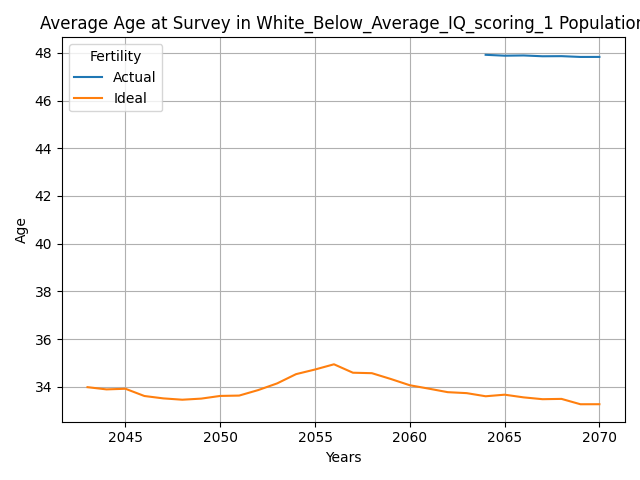 Average Age at Survey in White_Below_Average_IQ_scoring_1 Population
Fertility
Actual
Ideal
48
46
44
42
40
38
36
34
Age
2045 2050 2055 2060 2065 2070
Years